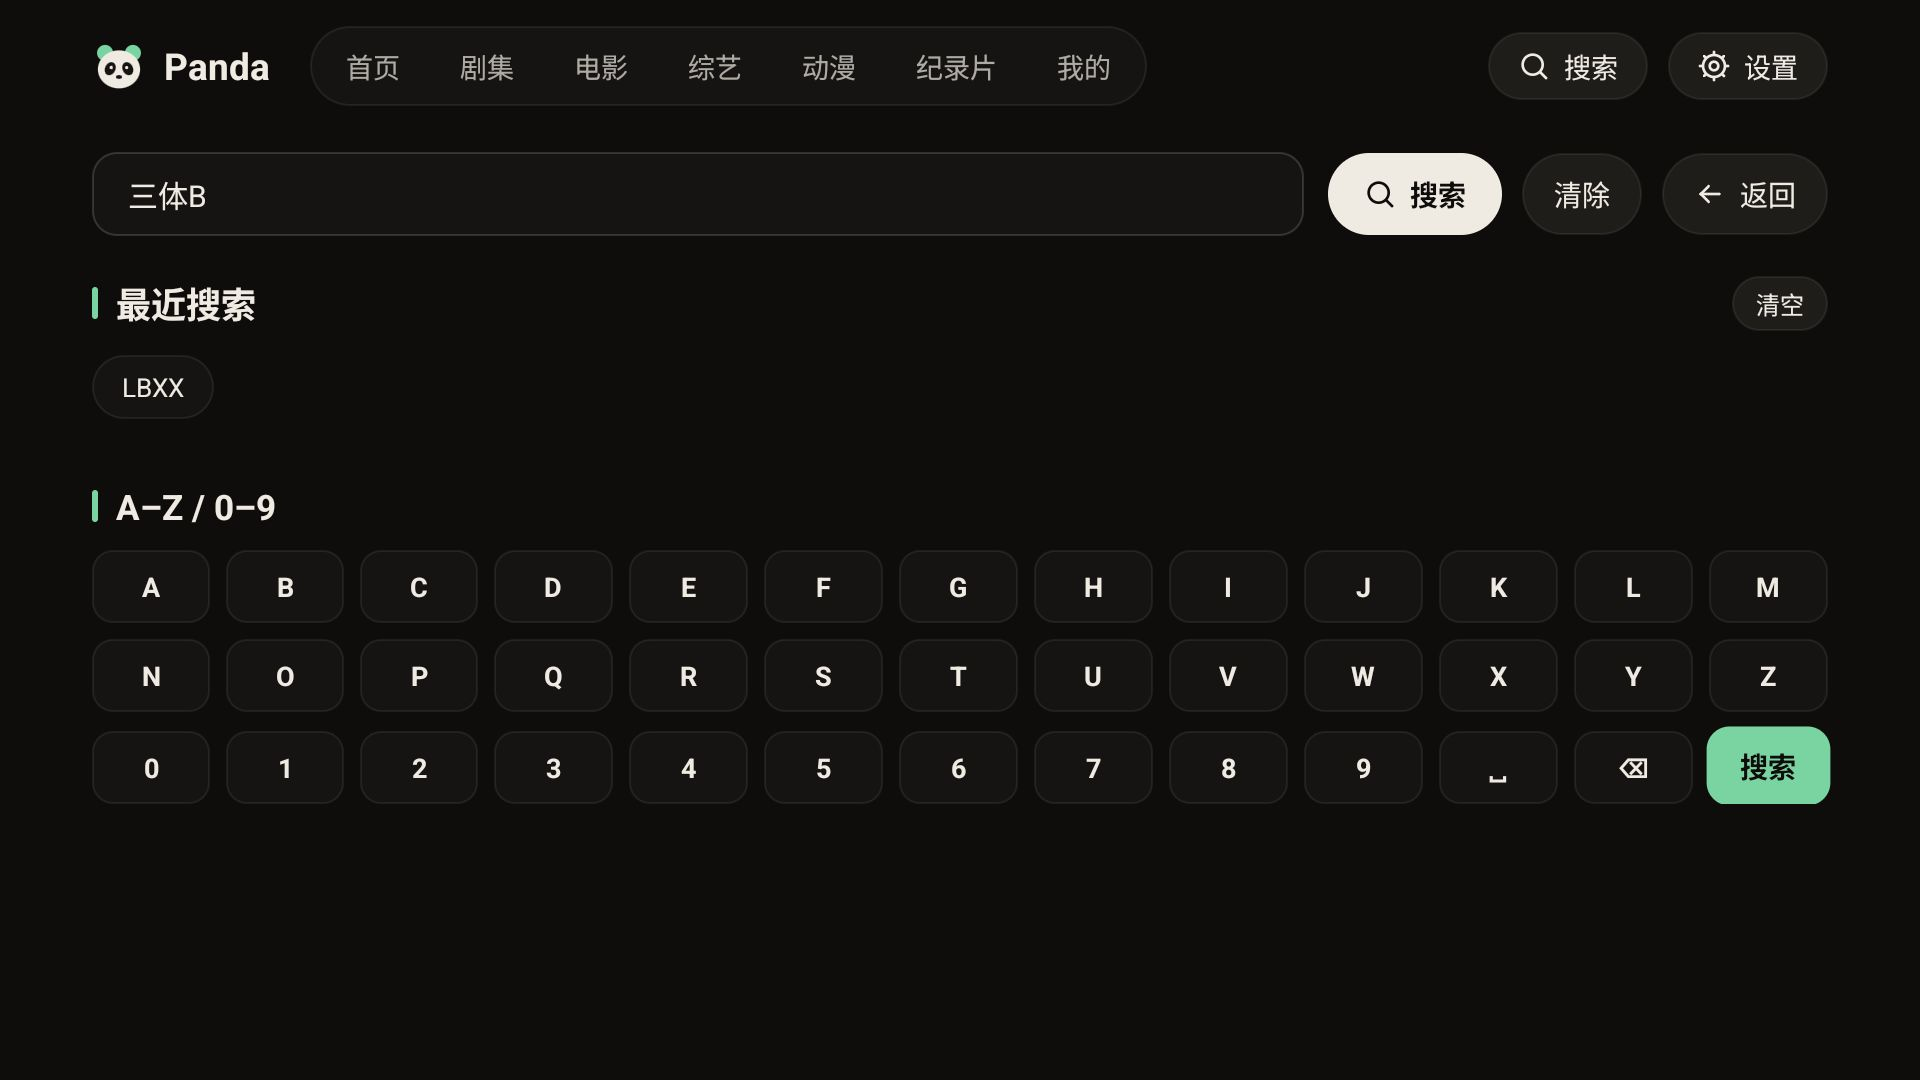 Panda 首页 剧集 电影 综艺 动漫 纪录片 我的 搜索 设置
三体B 搜索 清除 返回
最近搜索 清空
LBXX
A–Z / 0–9
A B C D E F G H I J K L M
N O P Q R S T U V W X Y Z
0 1 2 3 4 5 6 7 8 9 ␣ ⌫ 搜索